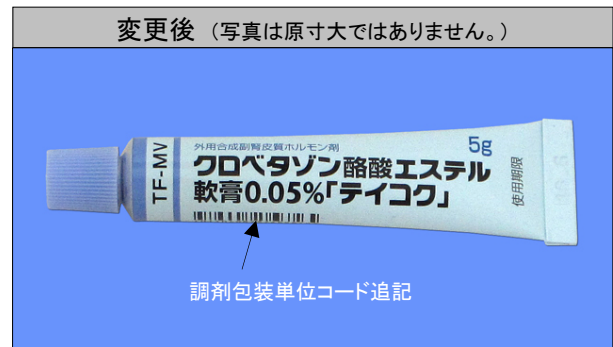 変更後 （写真は原寸大ではありません。）
TF-MV
外用合成副腎皮質ホルモン剤
5g
クロベタゾン酪酸エステル
軟膏0.05%「テイコク」
使用期限
調剤包装単位コード追記